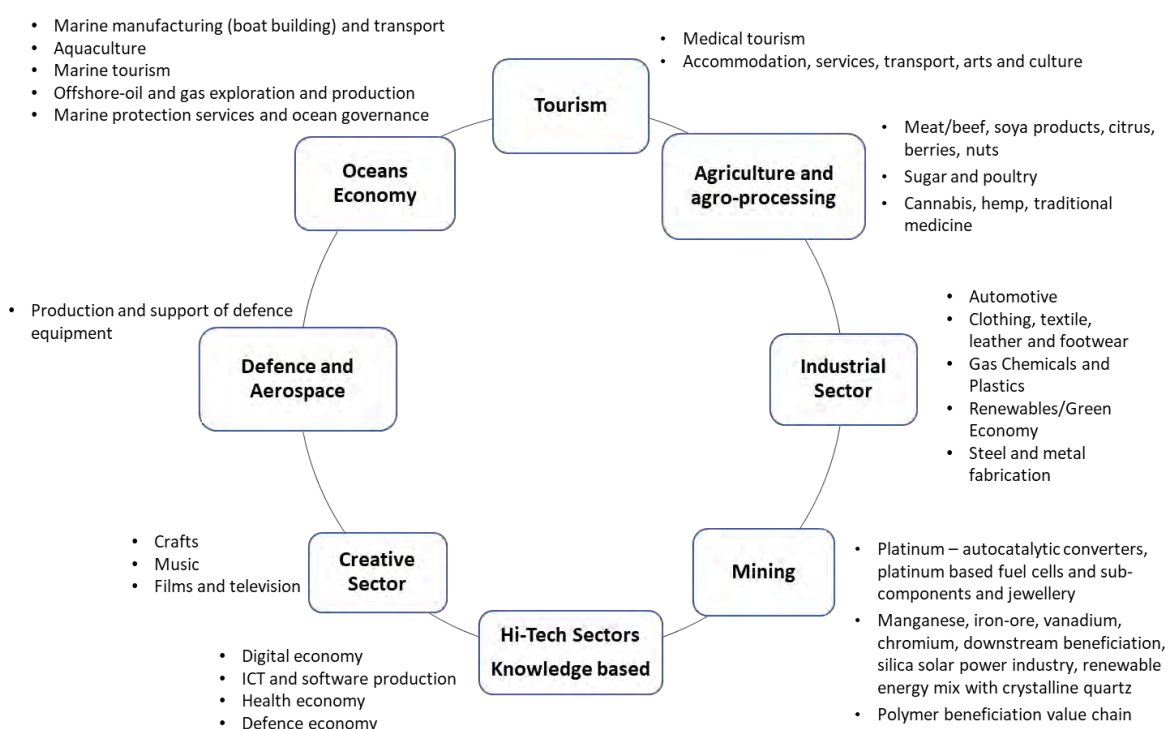 • Marine manufacturing (boat building) and transport
• Aquaculture
• Marine tourism
• Offshore-oil and gas exploration and production
• Marine protection services and ocean governance
• Medical tourism
• Accommodation, services, transport, arts and culture
Tourism
Oceans
Economy
Agriculture and
agro-processing
• Meat/beef, soya products, citrus,
berries, nuts
• Sugar and poultry
• Cannabis, hemp, traditional
medicine
• Production and support of defence
equipment
Defence and
Aerospace
Industrial
Sector
• Automotive
• Clothing, textile,
leather and footwear
• Gas Chemicals and
Plastics
• Renewables/Green
Economy
• Steel and metal
fabrication
• Crafts
• Music
• Films and television
Creative
Sector
Mining
• Platinum – autocatalytic converters,
platinum based fuel cells and sub-
components and jewellery
• Manganese, iron-ore, vanadium,
chromium, downstream beneficiation,
silica solar power industry, renewable
energy mix with crystalline quartz
• Polymer beneficiation value chain
Hi-Tech Sectors
Knowledge based
• Digital economy
• ICT and software production
• Health economy
• Defence economy